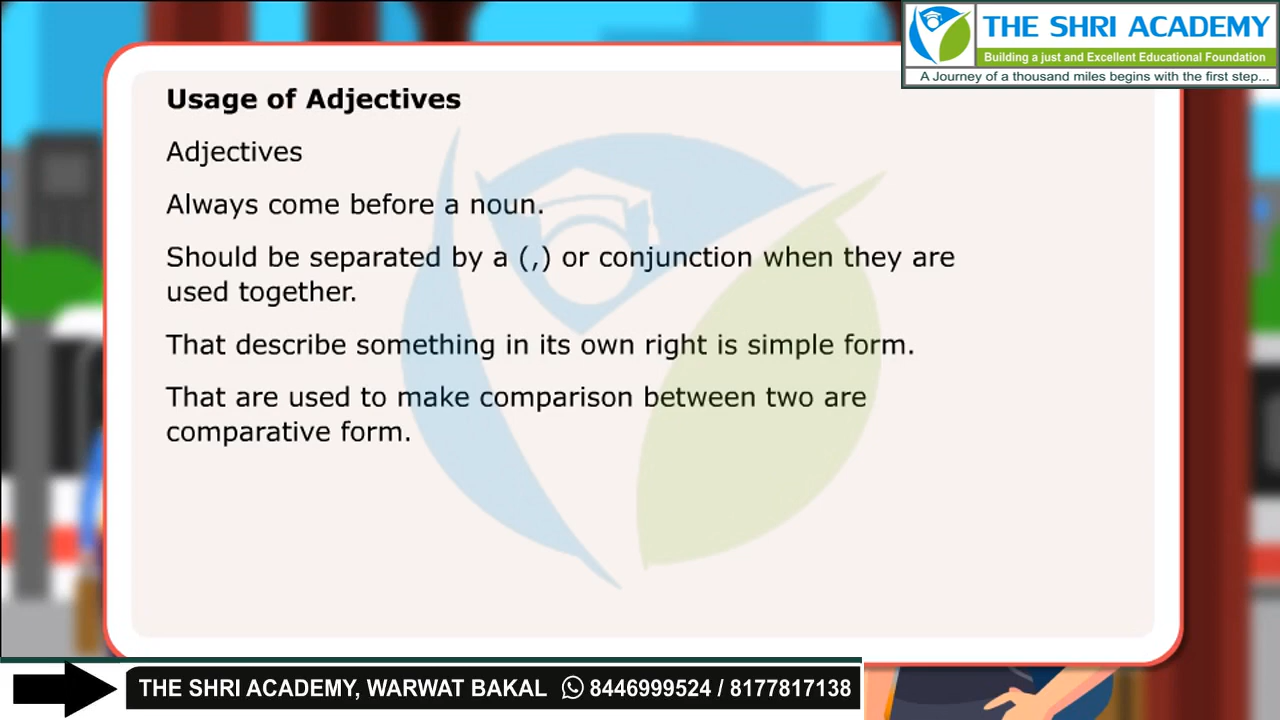 THE SHRI ACADEMY
Building a just and Excellent Educational Foundation
A Journey of a thousand miles begins with the first step...
Usage of Adjectives
Adjectives
Always come before a noun.
Should be separated by a (,) or conjunction when they are
used together.
That describe something in its own right is simple form.
That are used to make comparison between two are
comparative form.
THE SHRI ACADEMY, WARWAT BAKAL 8446999524 / 8177817138